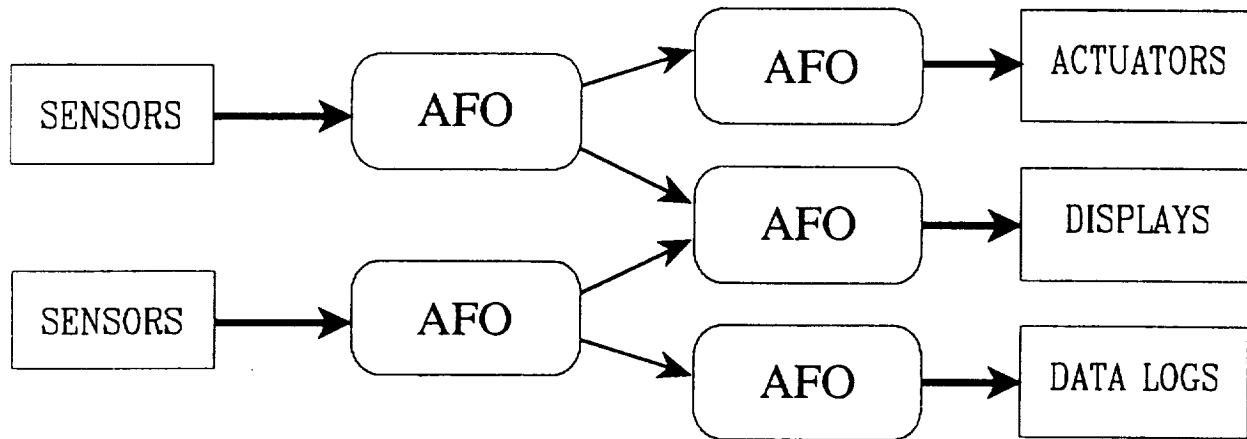 SENSORS
AFO
AFO
ACTUATORS
AFO
DISPLAYS
SENSORS
AFO
AFO
DATA LOGS